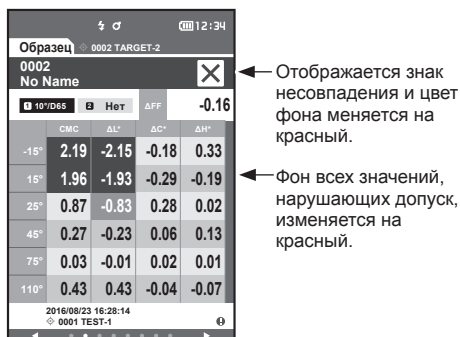 12:34
Образец 0002 TARGET-2
0002
No Name
1 10°/D65 2 Нет ΔFF -0.16
CMC ΔL* ΔC* ΔH*
-15° 2.19 -2.15 -0.18 0.33
15° 1.96 -1.93 -0.29 -0.19
25° 0.87 -0.83 0.28 0.02
45° 0.27 -0.23 0.06 0.13
75° 0.03 -0.01 0.02 0.01
110° 0.43 0.43 -0.04 -0.07
2016/08/23 16:28:14
0001 TEST-1
Отображается знак
несовпадения и цвет
фона меняется на
красный.
Фон всех значений,
нарушающих допуск,
изменяется на
красный.